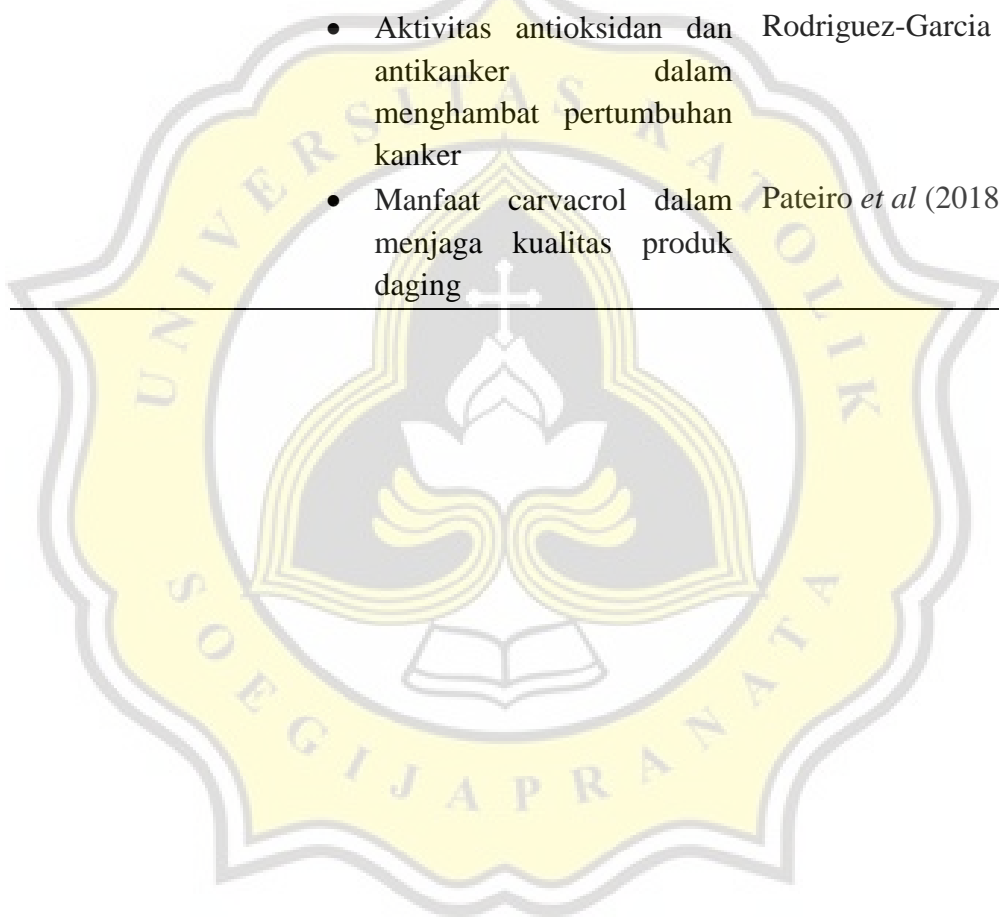 • Aktivitas antioksidan dan Rodriguez-Garcia
antikanker dalam
menghambat pertumbuhan
kanker
• Manfaat carvacrol dalam Pateiro et al (2018
menjaga kualitas produk
daging
UNIVERSITAS KATOLIK
SOEGIJAPRANATA